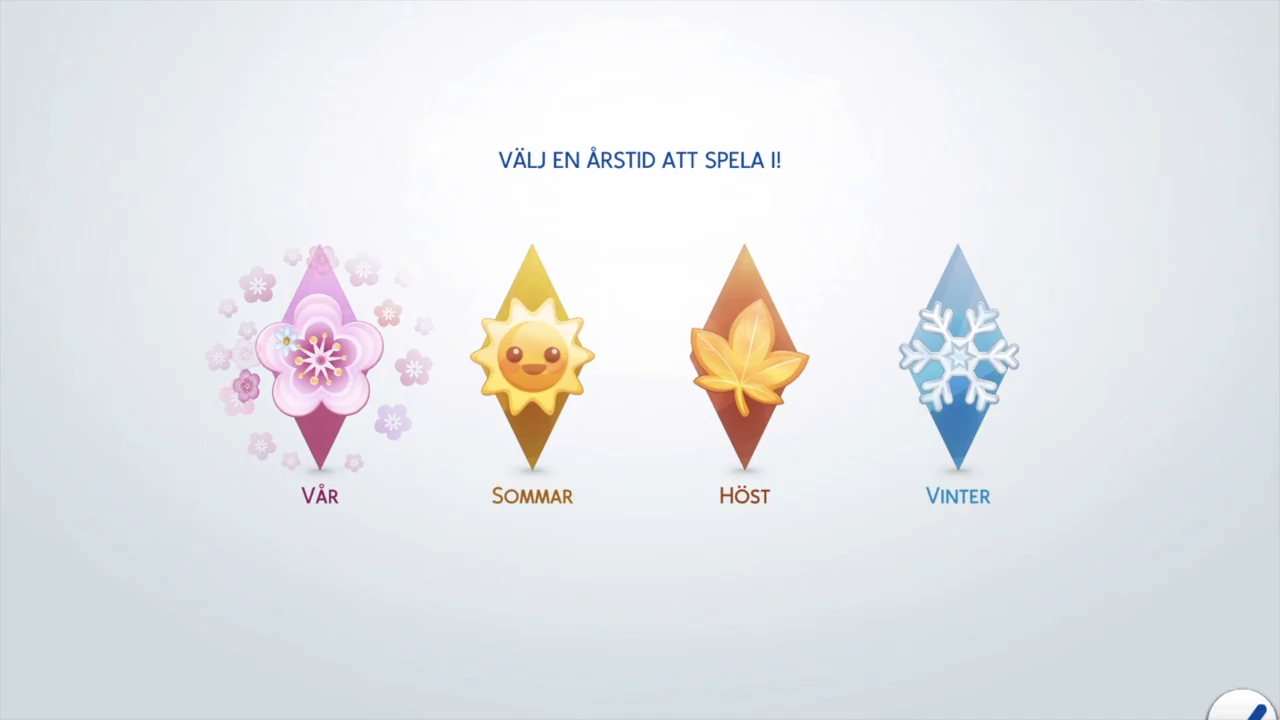 VÄLJ EN ÅRSTID ATT SPELA I!
VÅR
SOMMAR
HÖST
VINTER